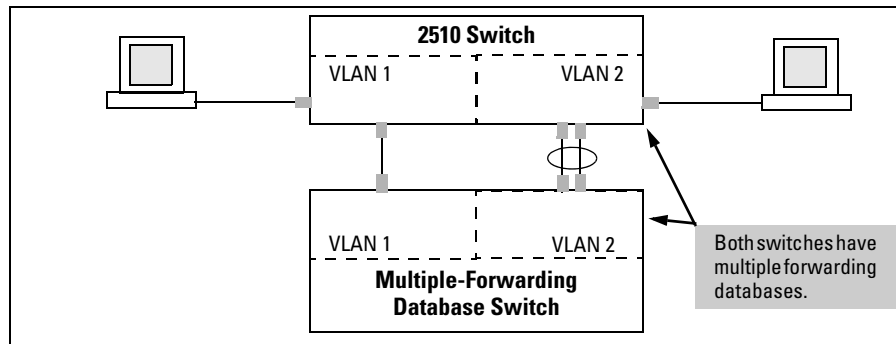 2510 Switch
VLAN 1
VLAN 2
VLAN 1
VLAN 2
Multiple-Forwarding
Database Switch
Both switches have
multiple forwarding
databases.